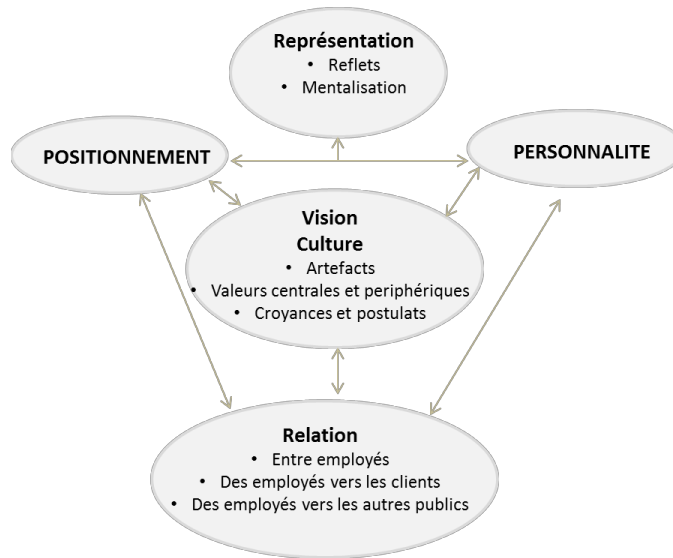 Représentation
• Reflets
• Mentalisation
POSITIONNEMENT
PERSONNALITE
Vision
Culture
• Artefacts
• Valeurs centrales et periphériques
• Croyances et postulats
Relation
• Entre employés
• Des employés vers les clients
• Des employés vers les autres publics